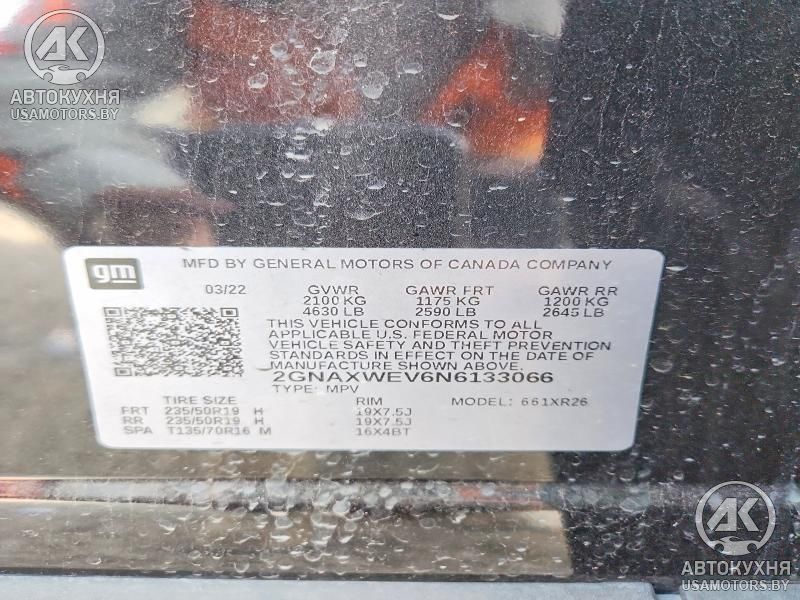 AK
АВТОКУХНЯ
USAMOTORS.BY
gm MFD BY GENERAL MOTORS OF CANADA COMPANY
03/22 GVWR GAWR FRT GAWR RR
2100 KG 1175 KG 1200 KG
4630 LB 2590 LB 2645 LB
THIS VEHICLE CONFORMS TO ALL
APPLICABLE U.S. FEDERAL MOTOR
VEHICLE SAFETY AND THEFT PREVENTION
STANDARDS IN EFFECT ON THE DATE OF
MANUFACTURE SHOWN ABOVE.
2GNAXWEV6N6133066
TYPE: MPV MODEL: 661XR26
TIRE SIZE RIM
FRT 235/50R19 H 19X7.5J
RR 235/50R19 H 19X7.5J
SPA T135/70R16 M 16X4BT
AK
АВТОКУХНЯ
USAMOTORS.BY